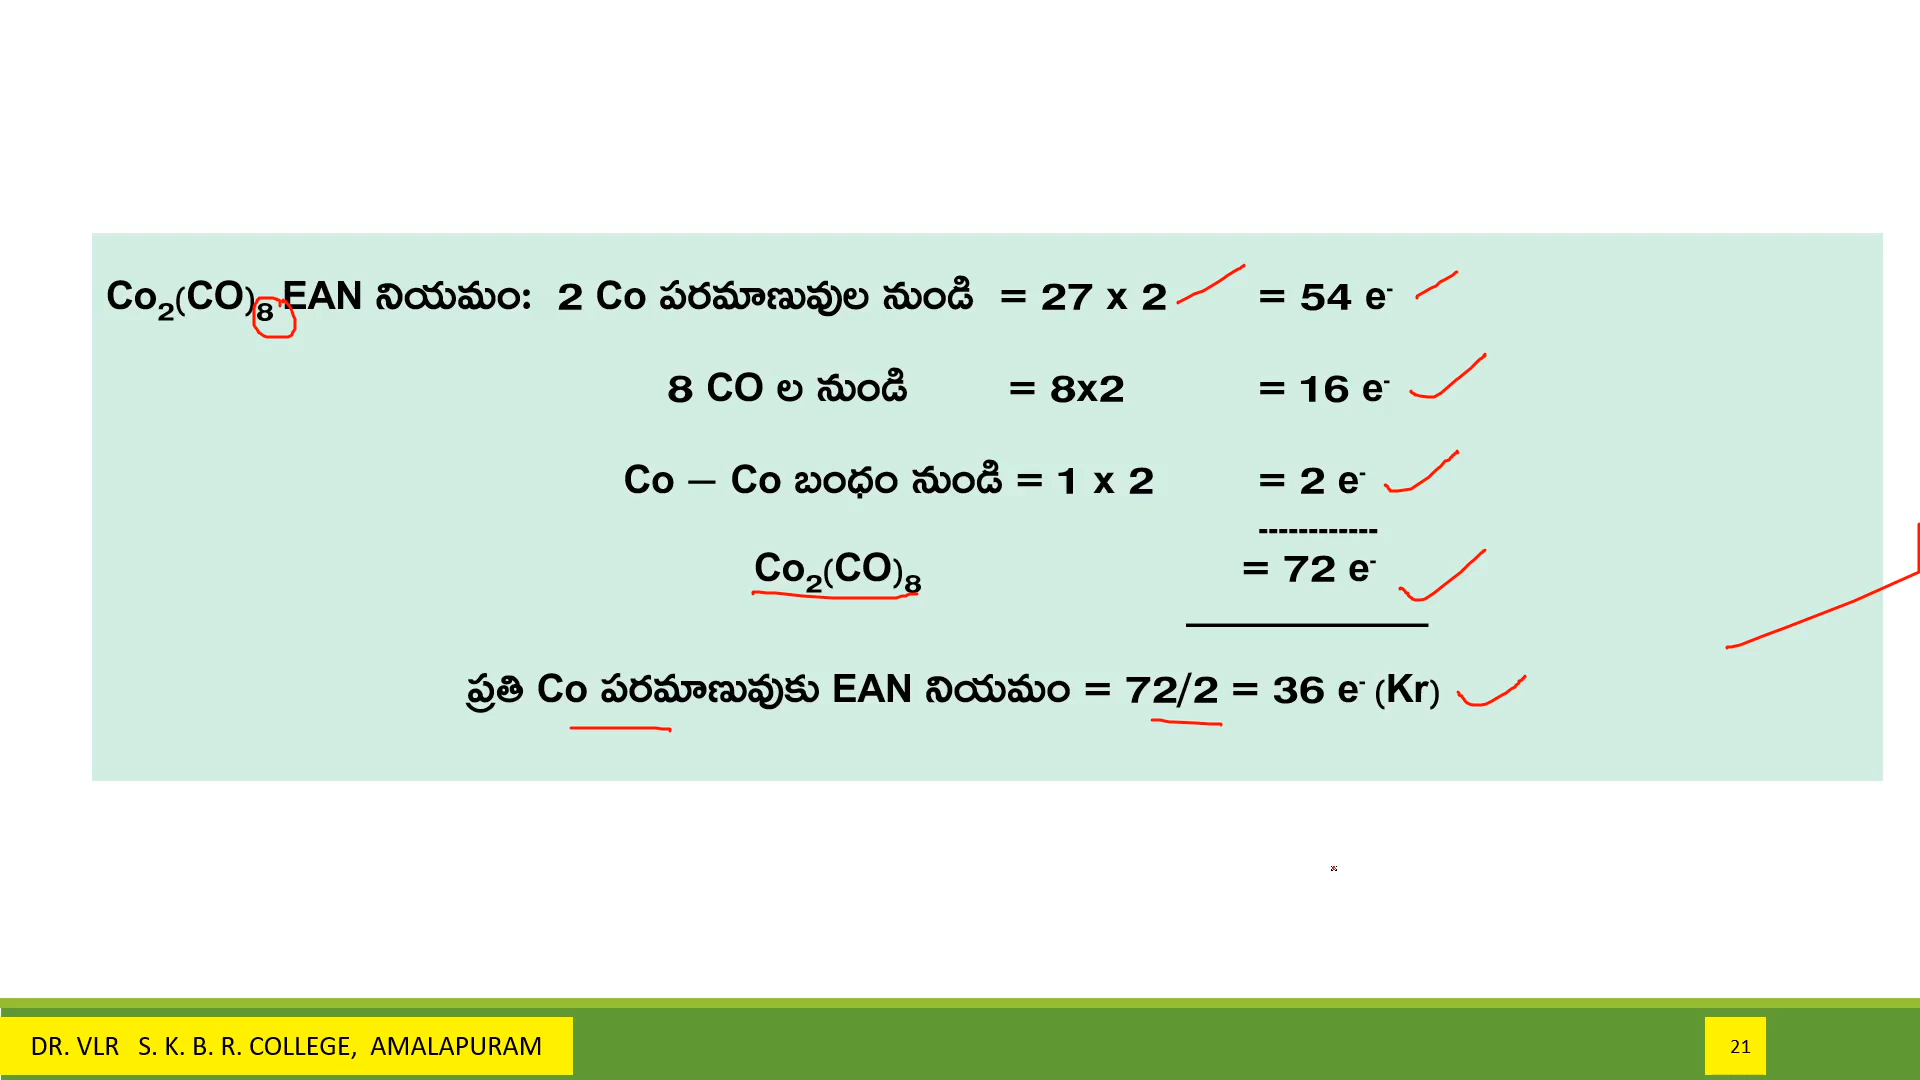 Co₂(CO)₈ EAN నియమం: 2 Co పరమాణువుల నుండి = 27 x 2 = 54 e⁻
8 CO ల నుండి = 8x2 = 16 e⁻
Co – Co బంధం నుండి = 1 x 2 = 2 e⁻
------------
Co₂(CO)₈ = 72 e⁻
ప్రతి Co పరమాణువుకు EAN నియమం = 72/2 = 36 e⁻ (Kr)
DR. VLR S. K. B. R. COLLEGE, AMALAPURAM
21